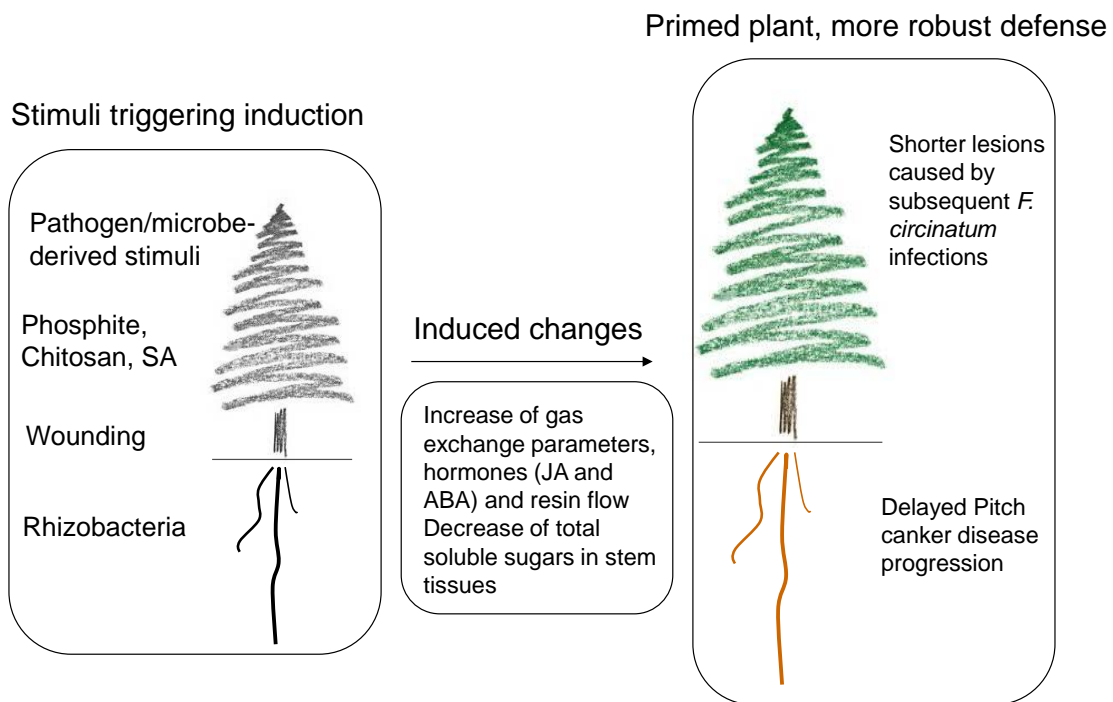 Primed plant, more robust defense
Stimuli triggering induction
Pathogen/microbe-
derived stimuli
Phosphite,
Chitosan, SA
Wounding
Rhizobacteria
Induced changes
Increase of gas
exchange parameters,
hormones (JA and
ABA) and resin flow
Decrease of total
soluble sugars in stem
tissues
Shorter lesions
caused by
subsequent F.
circinatum
infections
Delayed Pitch
canker disease
progression